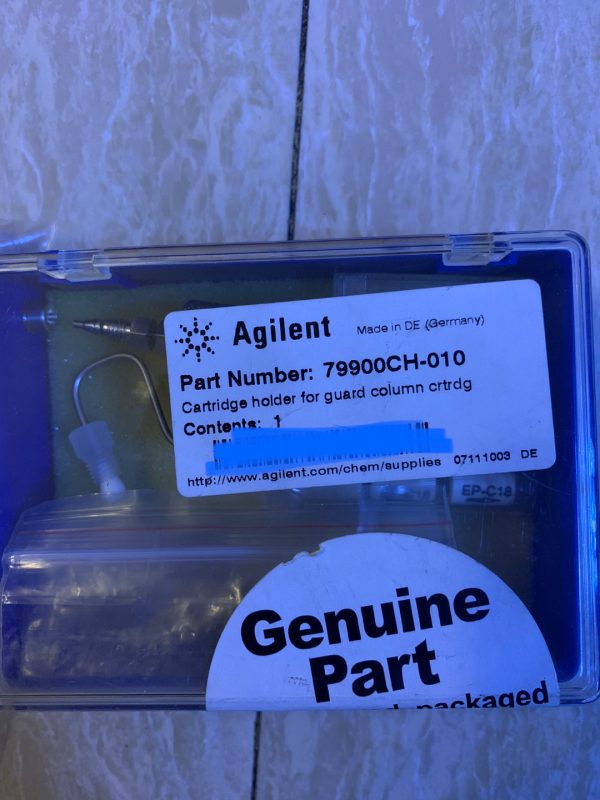 Agilent
Made in DE (Germany)
Part Number: 79900CH-010
Cartridge holder for guard column crtrdg
Contents: 1
http://www.agilent.com/chem/supplies 07111003 DE
EP-C18
Genuine
Part
packaged